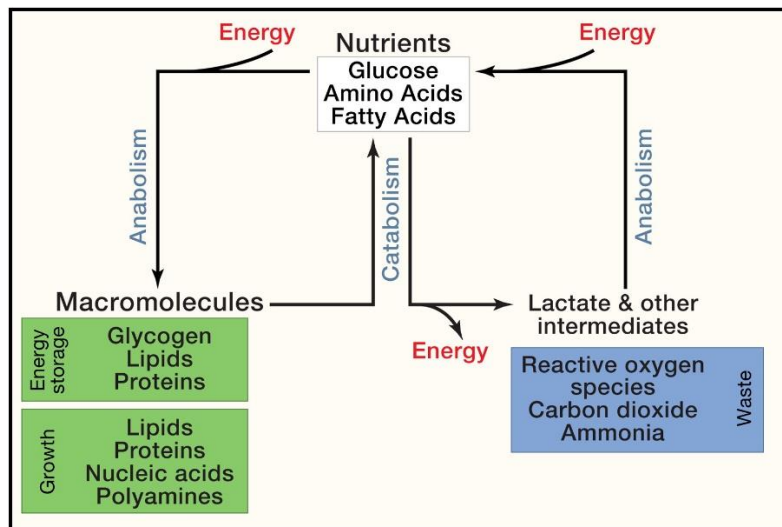 Energy
Nutrients
Energy
Glucose
Amino Acids
Fatty Acids
Anabolism
Catabolism
Anabolism
Macromolecules
Energy storage
Glycogen
Lipids
Proteins
Growth
Lipids
Proteins
Nucleic acids
Polyamines
Energy
Lactate & other
intermediates
Reactive oxygen
species
Carbon dioxide
Ammonia
Waste